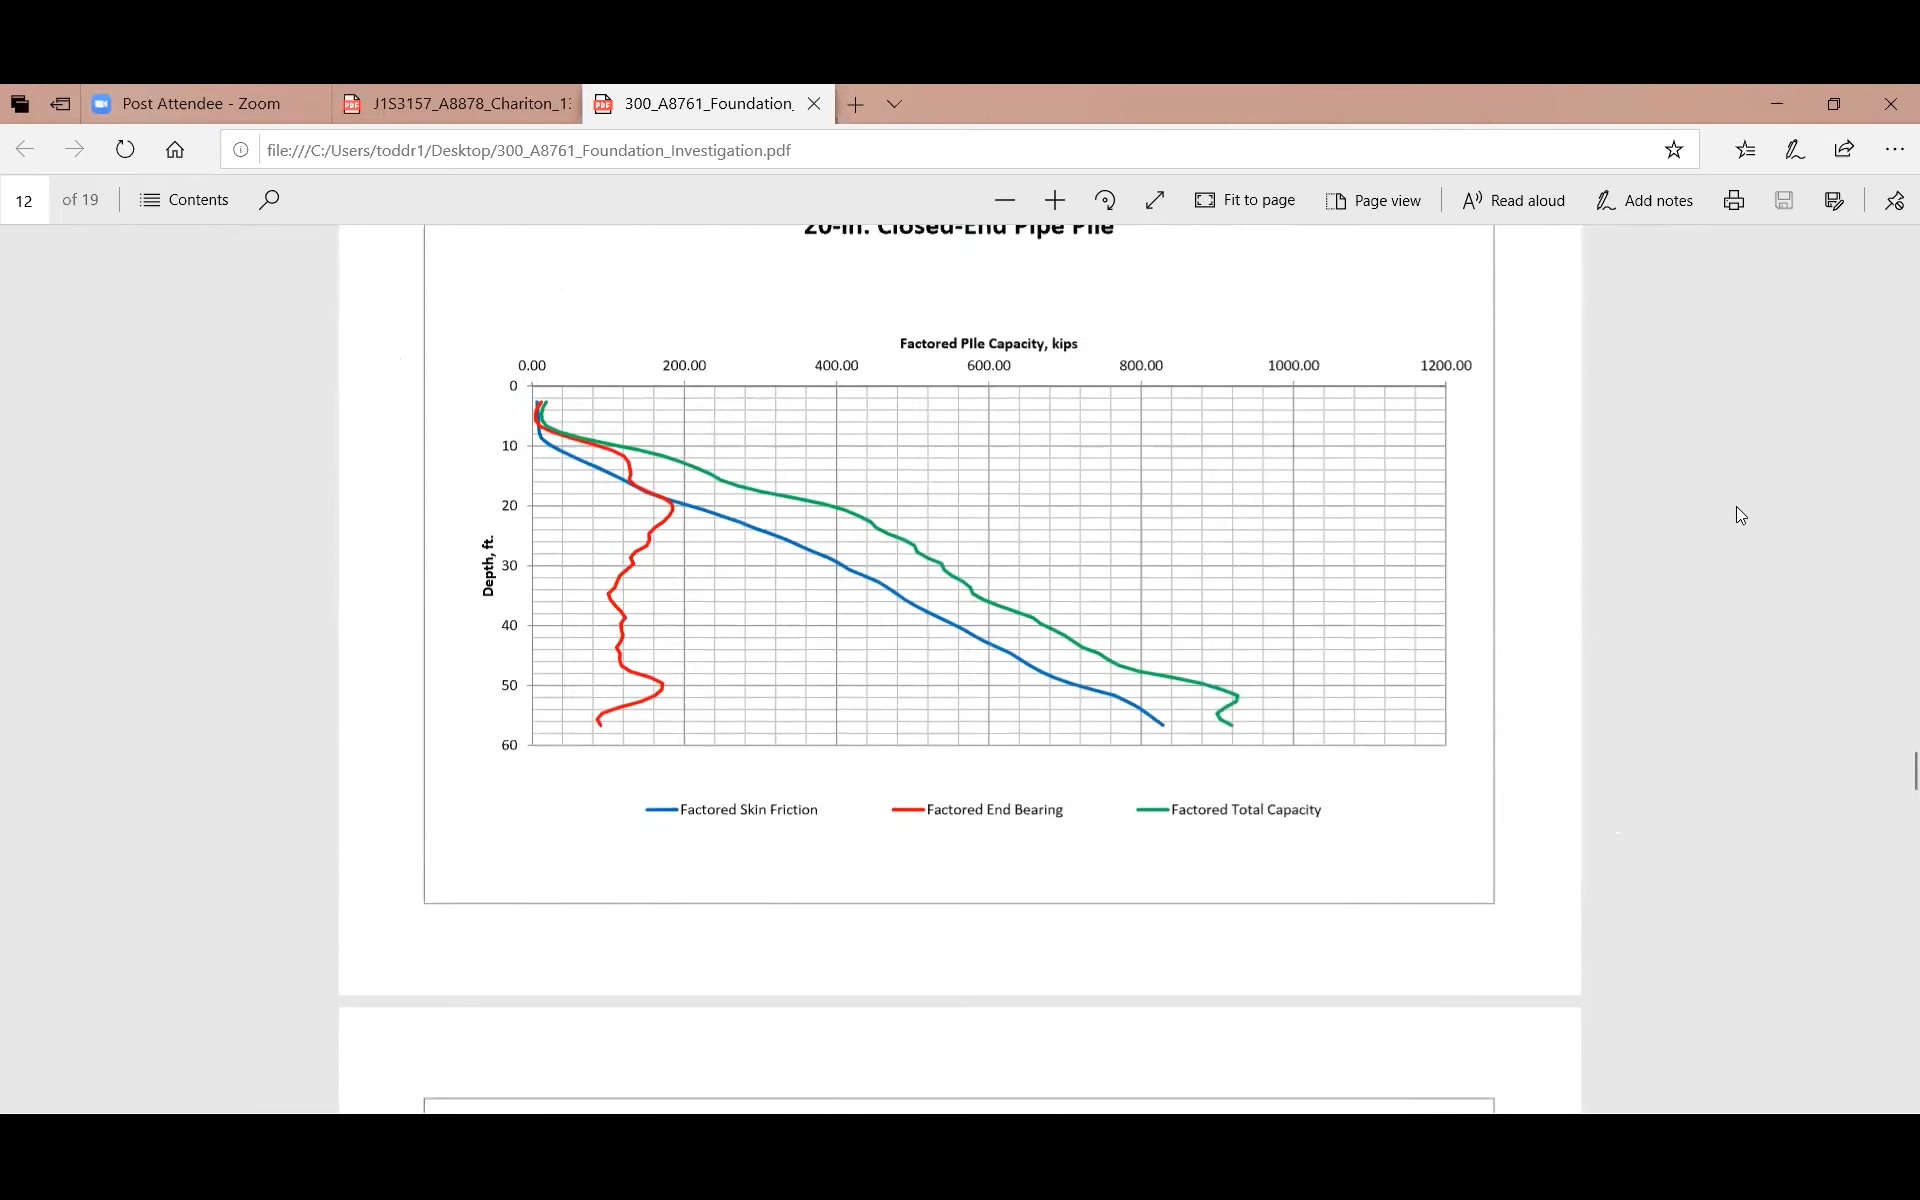 Post Attendee - Zoom
J1S3157_A8878_Chariton_13
300_A8761_Foundation_
file:///C:/Users/toddr1/Desktop/300_A8761_Foundation_Investigation.pdf
12 of 19 Contents Fit to page Page view Read aloud Add notes
20-in. Closed-End Pipe Pile
Factored PIle Capacity, kips
0.00 200.00 400.00 600.00 800.00 1000.00 1200.00
0
10
20
30
40
50
60
Depth, ft.
Factored Skin Friction Factored End Bearing Factored Total Capacity